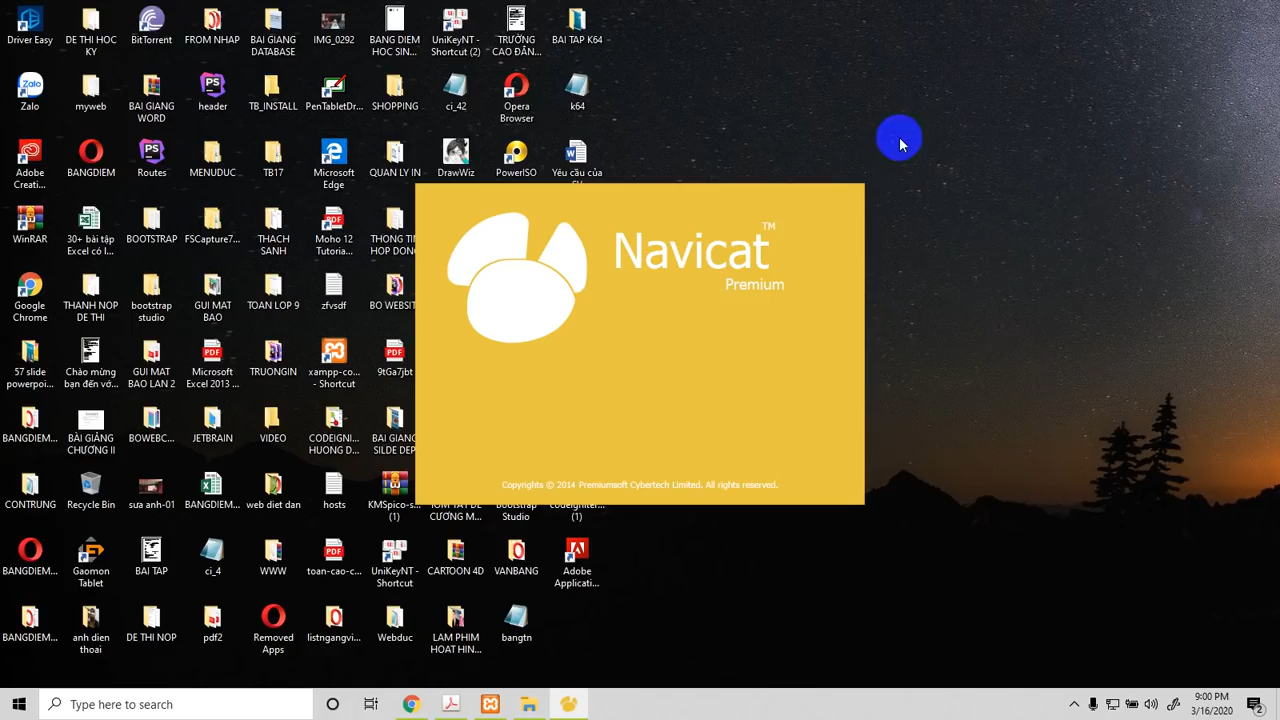 Driver Easy
DE THI HOC
KY
BitTorrent
FROM NHAP
BAI GIANG
DATABASE
IMG_0292
BANG DIEM
HOC SIN...
UniKeyNT -
Shortcut (2)
TRƯỜNG
CAO ĐẲN...
BAI TAP K64
Zalo
myweb
BAI GIANG
WORD
header
TB_INSTALL
PenTabletDr...
SHOPPING
ci_42
Opera
Browser
k64
Adobe
Creati...
BANGDIEM
Routes
MENUDUC
TB17
Microsoft
Edge
QUAN LY IN
DrawWiz
PowerISO
Yêu cầu của
SV
WinRAR
30+ bài tập
Excel có l...
BOOTSTRAP
FSCapture7...
THACH
SANH
Moho 12
Tutoria...
THONG TIN
HOP DONG
Google
Chrome
THANH NOP
DE THI
bootstrap
studio
GUI MAT
BAO
TOAN LOP 9
zfvsdf
BO WEBSIT
57 slide
powerpoi...
Chào mừng
bạn đến vớ...
GUI MAT
BAO LAN 2
Microsoft
Excel 2013 ...
TRUONGIN
xampp-co...
- Shortcut
9tGa7jbt
BANGDIEM...
BÀI GIẢNG
CHƯƠNG II
BOWEBC...
JETBRAIN
VIDEO
CODEIGNI...
HUONG D...
BAI GIANG
SILDE DEP
CONTRUNG
Recycle Bin
sưa anh-01
BANGDIEM...
web diet dan
hosts
KMSpico-s...
(1)
TOM TAT DE
CƯƠNG M...
Bootstrap
Studio
Codeigniter...
(1)
BANGDIEM...
Gaomon
Tablet
BAI TAP
ci_4
WWW
toan-cao-c...
UniKeyNT -
Shortcut
CARTOON 4D
VANBANG
Adobe
Applicati...
BANGDIEM...
anh dien
thoai
DE THI NOP
pdf2
Removed
Apps
listngangvi...
Webduc
LAM PHIM
HOAT HIN...
bangtn
Navicat™
Premium
Copyrights © 2014 Premiumsoft Cybertech Limited. All rights reserved.
Type here to search
9:00 PM
3/16/2020
2